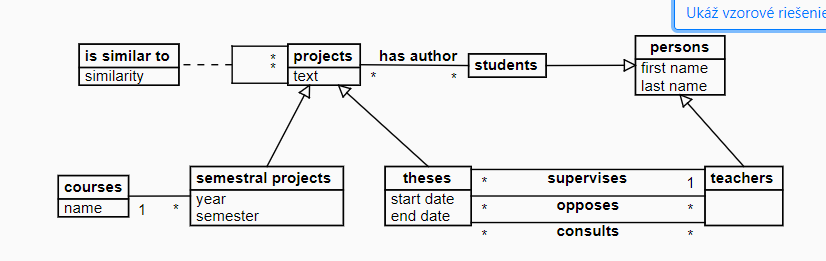 Ukáž vzorové riešenie
is similar to
similarity
*
*
projects
text
has author
*
*
students
persons
first name
last name
courses
name
1
*
semestral projects
year
semester
theses
start date
end date
supervises
*
1
opposes
*
*
consults
*
*
teachers